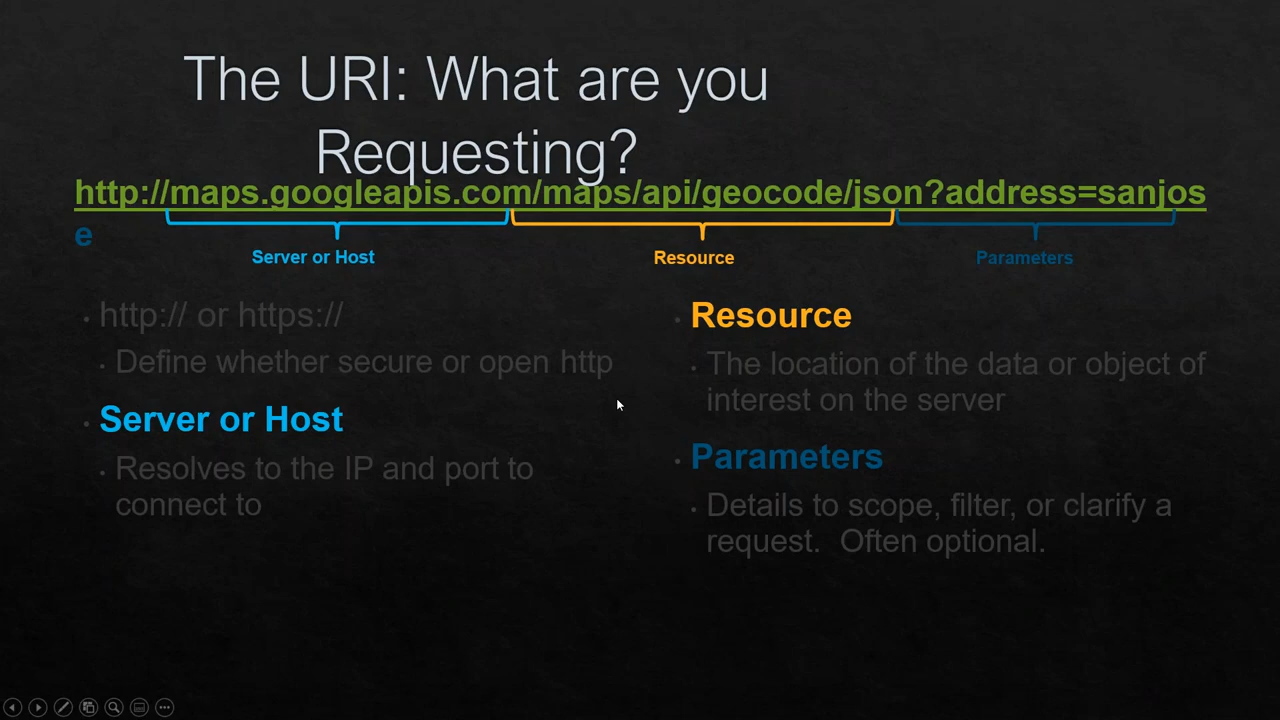 The URI: What are you
Requesting?
http://maps.googleapis.com/maps/api/geocode/json?address=sanjos
e
Server or Host
Resource
Parameters
• http:// or https://
• Define whether secure or open http
• Server or Host
• Resolves to the IP and port to
connect to
• Resource
• The location of the data or object of
interest on the server
• Parameters
• Details to scope, filter, or clarify a
request.  Often optional.